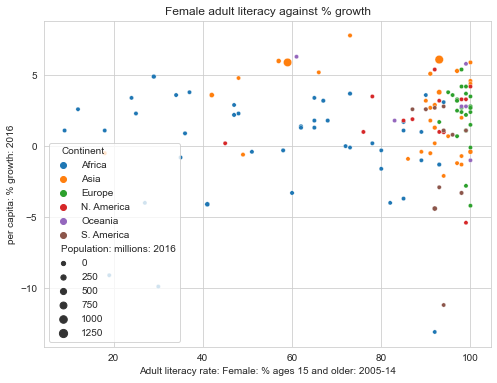 Female adult literacy against % growth
per capita: % growth: 2016
5
0
−5
−10
Continent
Africa
Asia
Europe
N. America
Oceania
S. America
Population: millions: 2016
0
250
500
750
1000
1250
20
40
60
80
100
Adult literacy rate: Female: % ages 15 and older: 2005-14